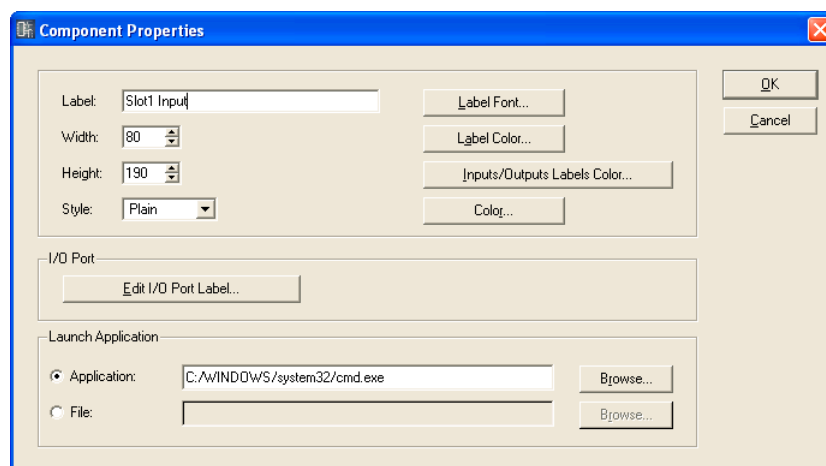 Component Properties
Label: Slot1 Input Label Font... OK
Width: 80 Label Color... Cancel
Height: 190 Inputs/Outputs Labels Color...
Style: Plain Color...
I/O Port
Edit I/O Port Label...
Launch Application
Application: C:/WINDOWS/system32/cmd.exe Browse...
File: Browse...